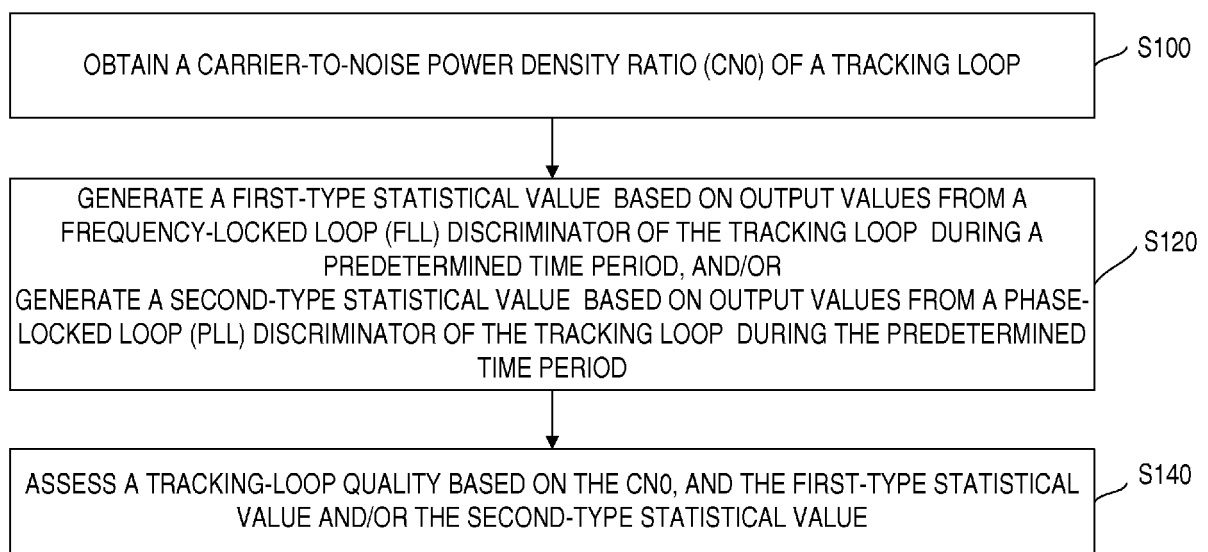 OBTAIN A CARRIER-TO-NOISE POWER DENSITY RATIO (CN0) OF A TRACKING LOOP
S100
GENERATE A FIRST-TYPE STATISTICAL VALUE BASED ON OUTPUT VALUES FROM A
FREQUENCY-LOCKED LOOP (FLL) DISCRIMINATOR OF THE TRACKING LOOP DURING A
PREDETERMINED TIME PERIOD, AND/OR
GENERATE A SECOND-TYPE STATISTICAL VALUE BASED ON OUTPUT VALUES FROM A PHASE-
LOCKED LOOP (PLL) DISCRIMINATOR OF THE TRACKING LOOP DURING THE PREDETERMINED
TIME PERIOD
S120
ASSESS A TRACKING-LOOP QUALITY BASED ON THE CN0, AND THE FIRST-TYPE STATISTICAL
VALUE AND/OR THE SECOND-TYPE STATISTICAL VALUE
S140